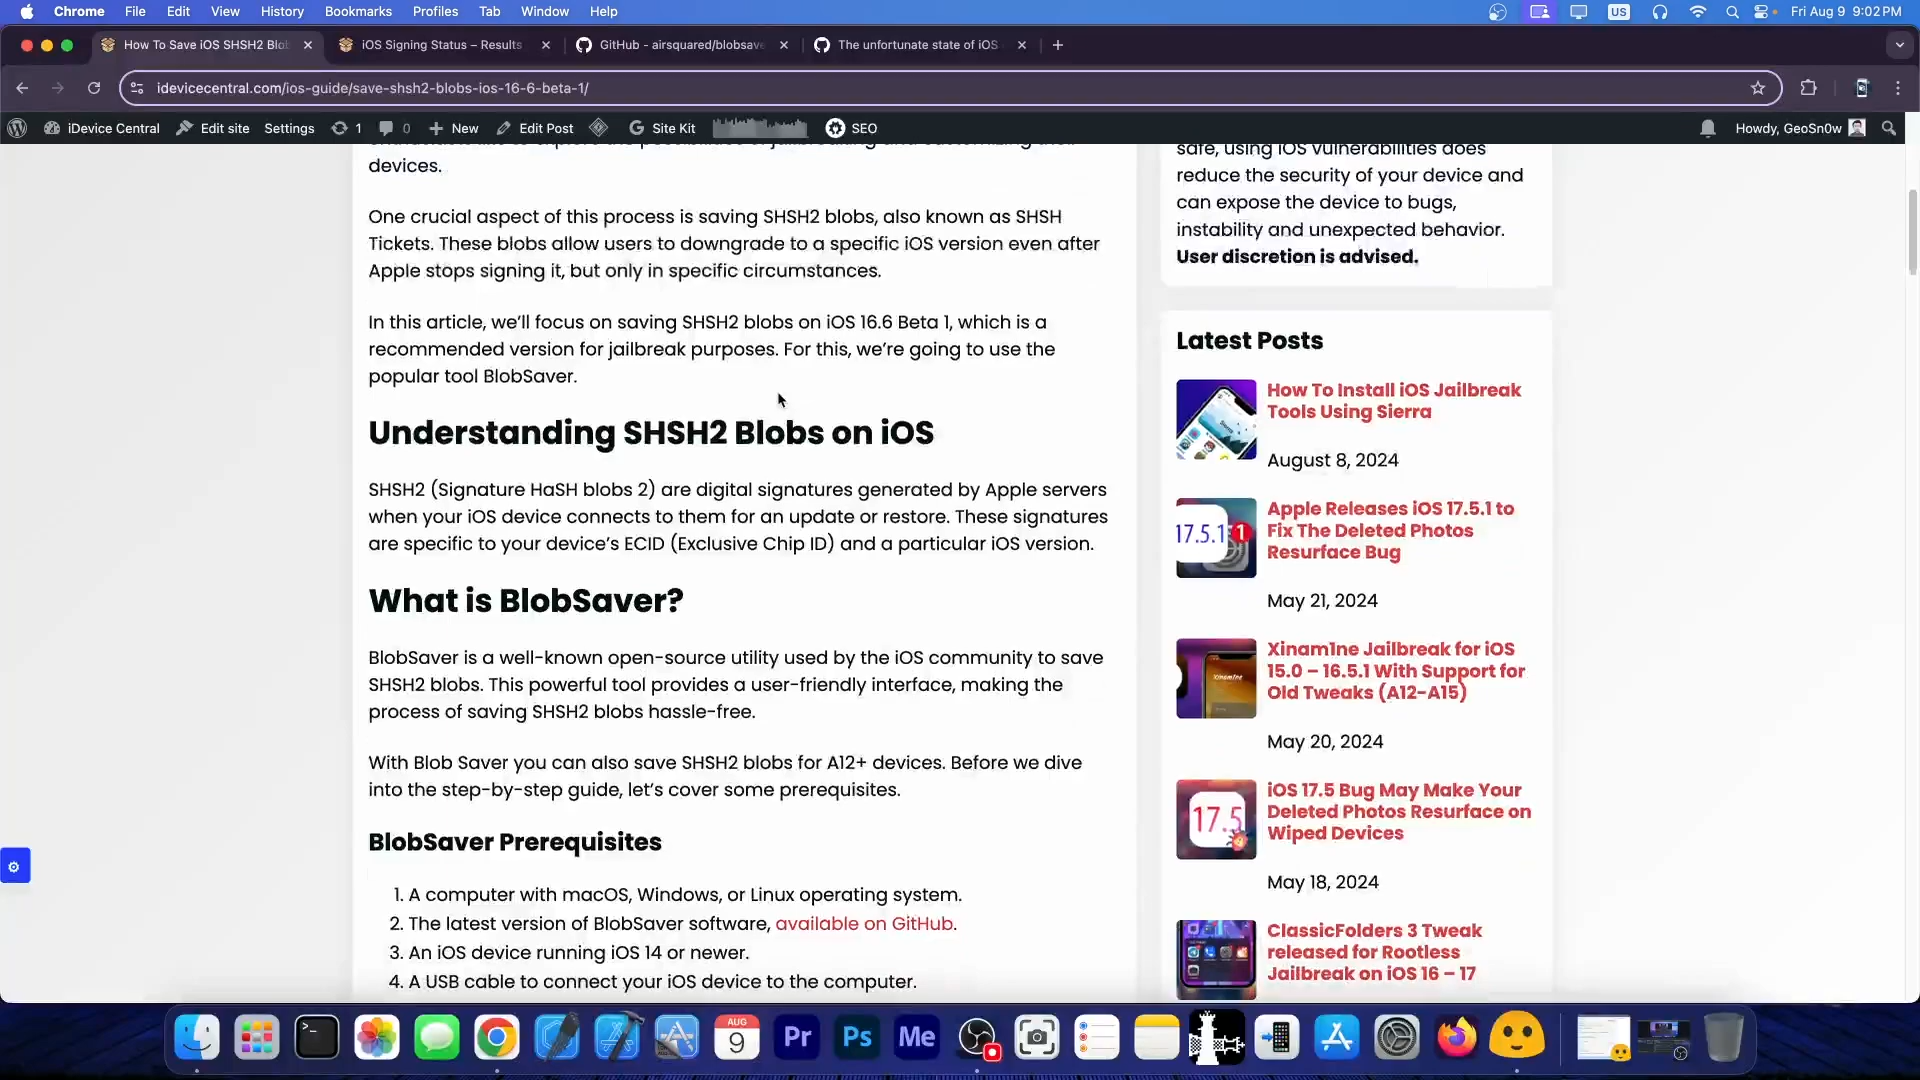 Chrome File Edit View History Bookmarks Profiles Tab Window Help US Fri Aug 9 9:02 PM
How To Save iOS SHSH2 Blo
iOS Signing Status – Results
GitHub - airsquared/blobsave
The unfortunate state of iOS
idevicecentral.com/ios-guide/save-shsh2-blobs-ios-16-6-beta-1/
iDevice Central Edit site Settings 1 0 New Edit Post Site Kit SEO Howdy, GeoSn0w
devices.
One crucial aspect of this process is saving SHSH2 blobs, also known as SHSH
Tickets. These blobs allow users to downgrade to a specific iOS version even after
Apple stops signing it, but only in specific circumstances.
In this article, we’ll focus on saving SHSH2 blobs on iOS 16.6 Beta 1, which is a
recommended version for jailbreak purposes. For this, we’re going to use the
popular tool BlobSaver.
Understanding SHSH2 Blobs on iOS
SHSH2 (Signature HaSH blobs 2) are digital signatures generated by Apple servers
when your iOS device connects to them for an update or restore. These signatures
are specific to your device’s ECID (Exclusive Chip ID) and a particular iOS version.
What is BlobSaver?
BlobSaver is a well-known open-source utility used by the iOS community to save
SHSH2 blobs. This powerful tool provides a user-friendly interface, making the
process of saving SHSH2 blobs hassle-free.
With Blob Saver you can also save SHSH2 blobs for A12+ devices. Before we dive
into the step-by-step guide, let’s cover some prerequisites.
BlobSaver Prerequisites
1. A computer with macOS, Windows, or Linux operating system.
2. The latest version of BlobSaver software, available on GitHub.
3. An iOS device running iOS 14 or newer.
4. A USB cable to connect your iOS device to the computer.
safe, using iOS vulnerabilities does
reduce the security of your device and
can expose the device to bugs,
instability and unexpected behavior.
User discretion is advised.
Latest Posts
How To Install iOS Jailbreak
Tools Using Sierra
August 8, 2024
17.5.1 1
Apple Releases iOS 17.5.1 to
Fix The Deleted Photos
Resurface Bug
May 21, 2024
Xinam1ne Jailbreak for iOS
15.0 – 16.5.1 With Support for
Old Tweaks (A12-A15)
May 20, 2024
17.5
iOS 17.5 Bug May Make Your
Deleted Photos Resurface on
Wiped Devices
May 18, 2024
ClassicFolders 3 Tweak
released for Rootless
Jailbreak on iOS 16 – 17
AUG
9
Pr Ps Me